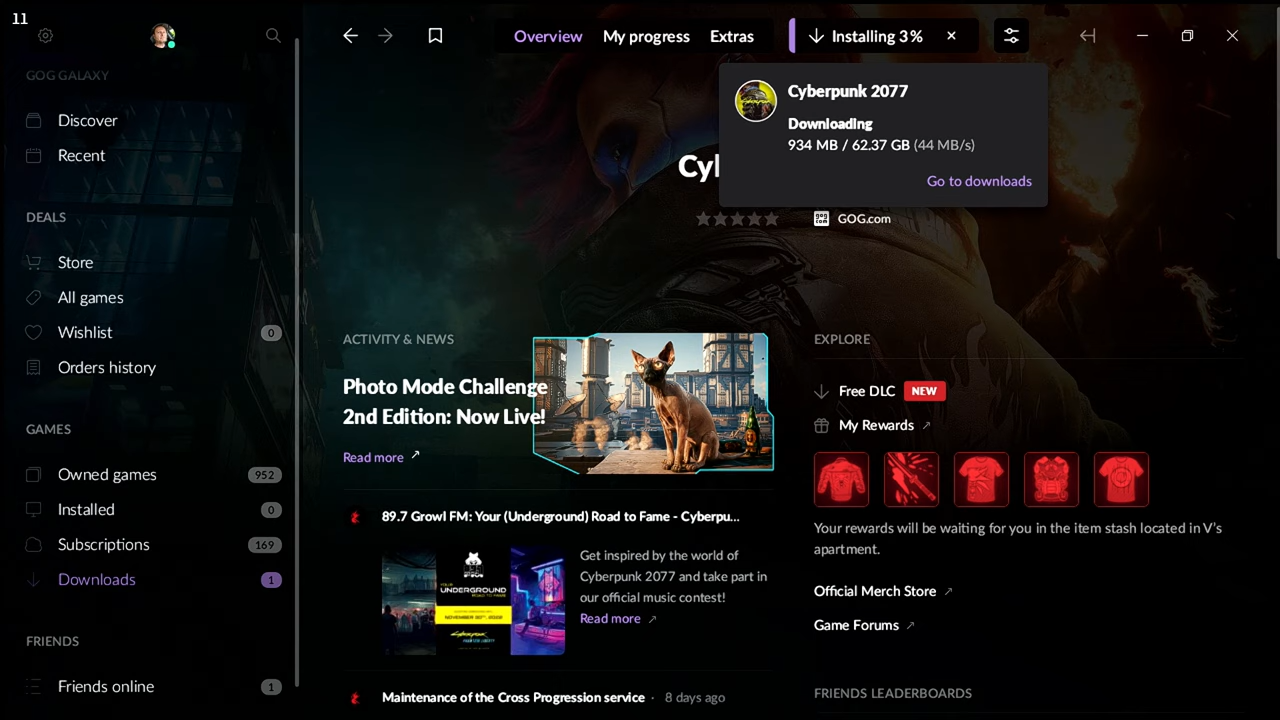 11
Overview
My progress
Extras
Installing 3%
GOG GALAXY
Discover
Recent
DEALS
Store
All games
Wishlist
0
Orders history
GAMES
Owned games
952
Installed
0
Subscriptions
169
Downloads
1
FRIENDS
Friends online
1
Cyberpunk 2077
Downloading
934 MB / 62.37 GB (44 MB/s)
Go to downloads
Cy
GOG.com
ACTIVITY & NEWS
Photo Mode Challenge
2nd Edition: Now Live!
Read more
89.7 Growl FM: Your (Underground) Road to Fame - Cyberpu...
UNDERGROUND
Get inspired by the world of
Cyberpunk 2077 and take part in
our official music contest!
Read more
Maintenance of the Cross Progression service · 8 days ago
EXPLORE
Free DLC NEW
My Rewards
Your rewards will be waiting for you in the item stash located in V's
apartment.
Official Merch Store
Game Forums
FRIENDS LEADERBOARDS